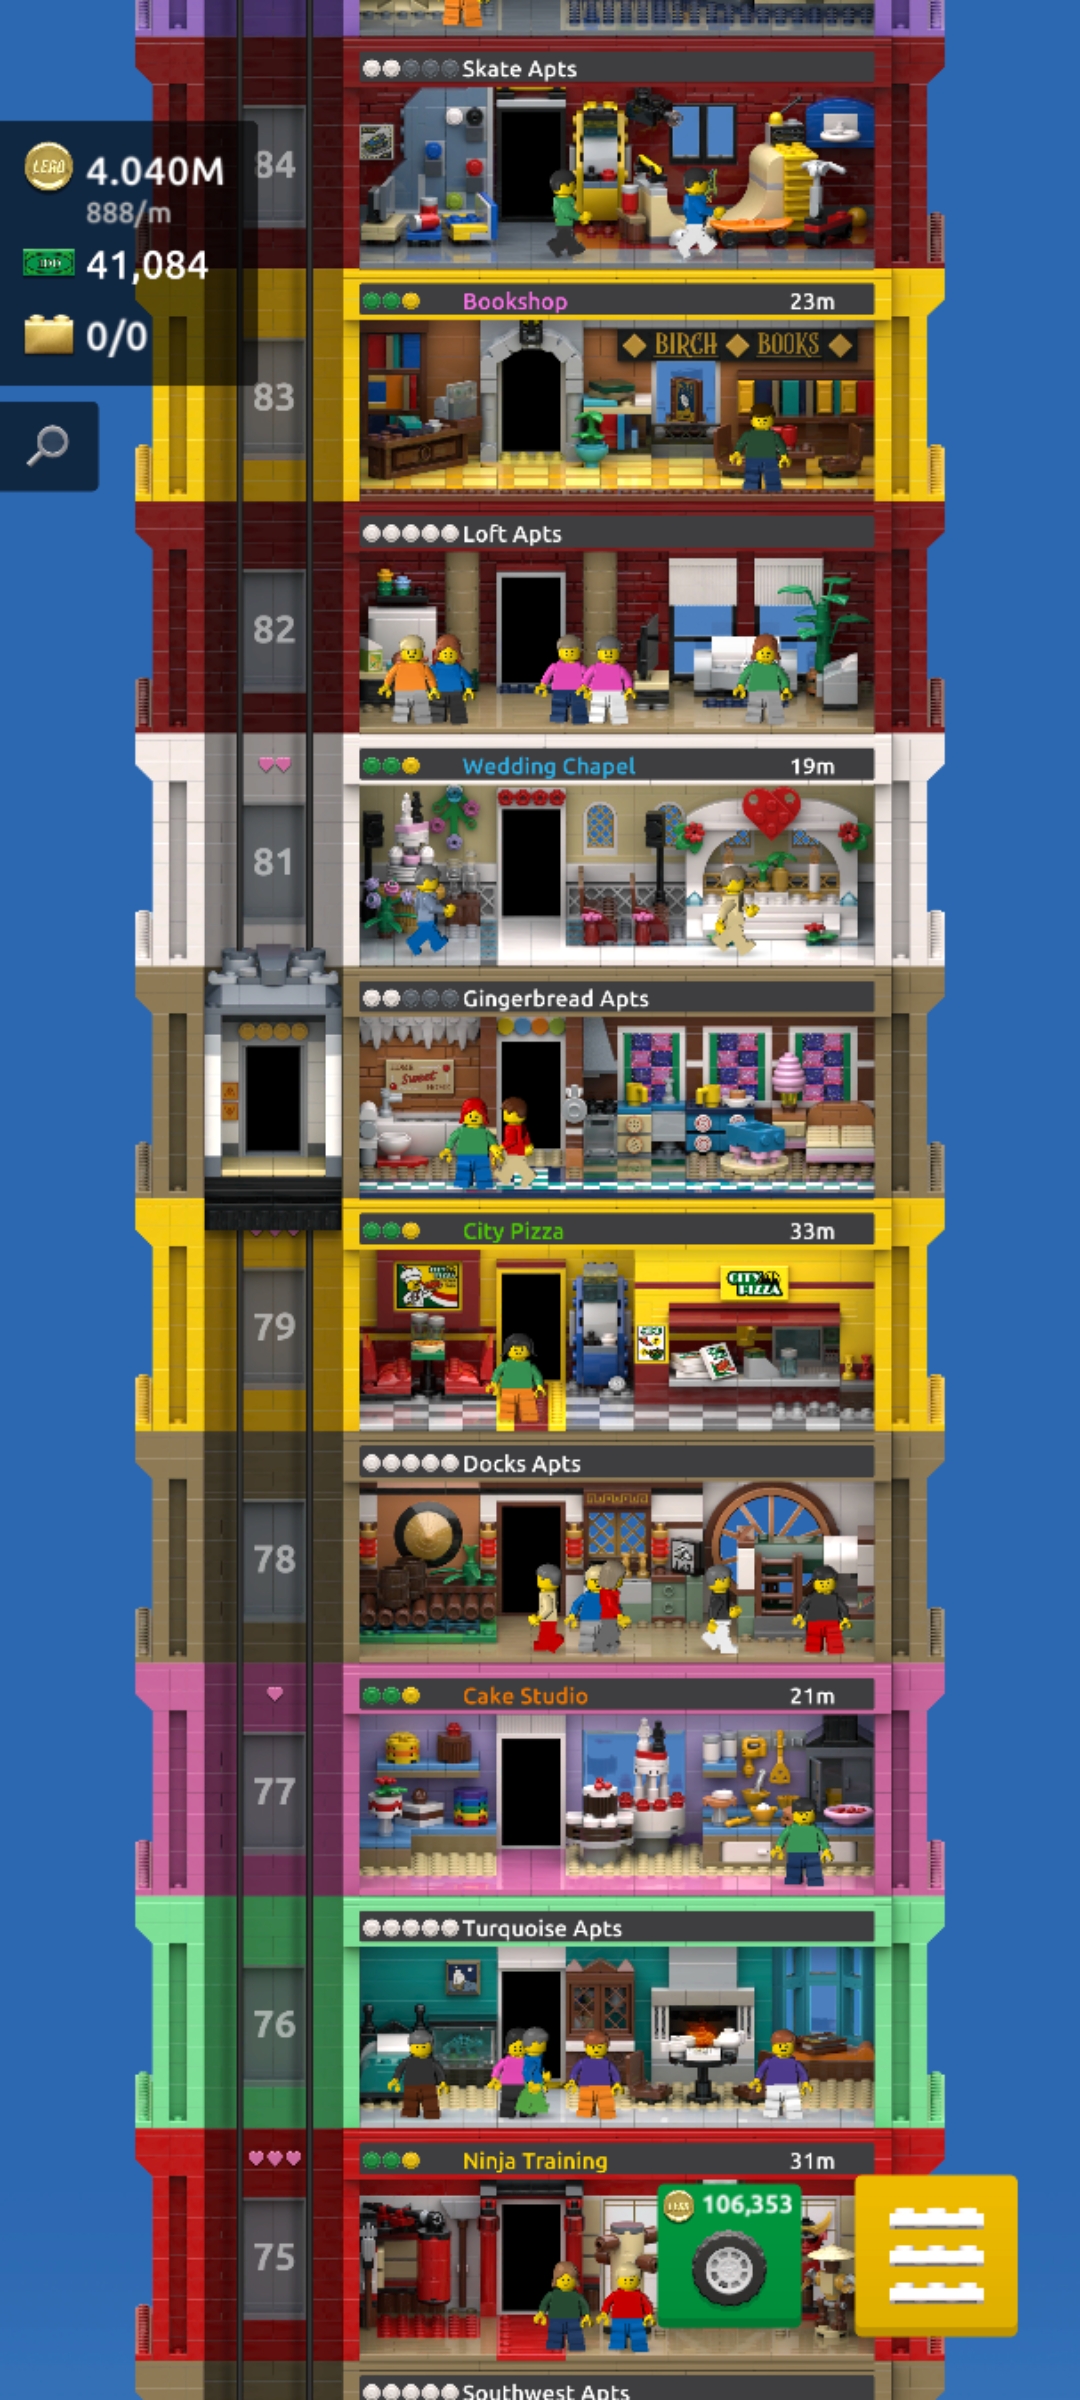 Skate Apts
84
LEGO
4.040M
888/m
41,084
0/0
Bookshop 23m
BIRCH BOOKS
83
Loft Apts
82
Wedding Chapel 19m
81
Gingerbread Apts
Sweet
City Pizza 33m
CITY PIZZA
79
Docks Apts
78
Cake Studio 21m
77
Turquoise Apts
76
Ninja Training 31m
106,353
75
Southwest Apts